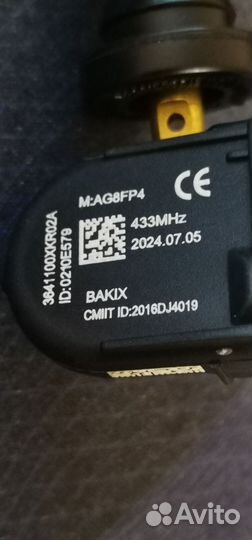 M:AG8FP4
CE
433MHz
2024.07.05
3641100XKR02A
ID:0210E579
BAKIX
CMIIT ID:2016DJ4019
Avito